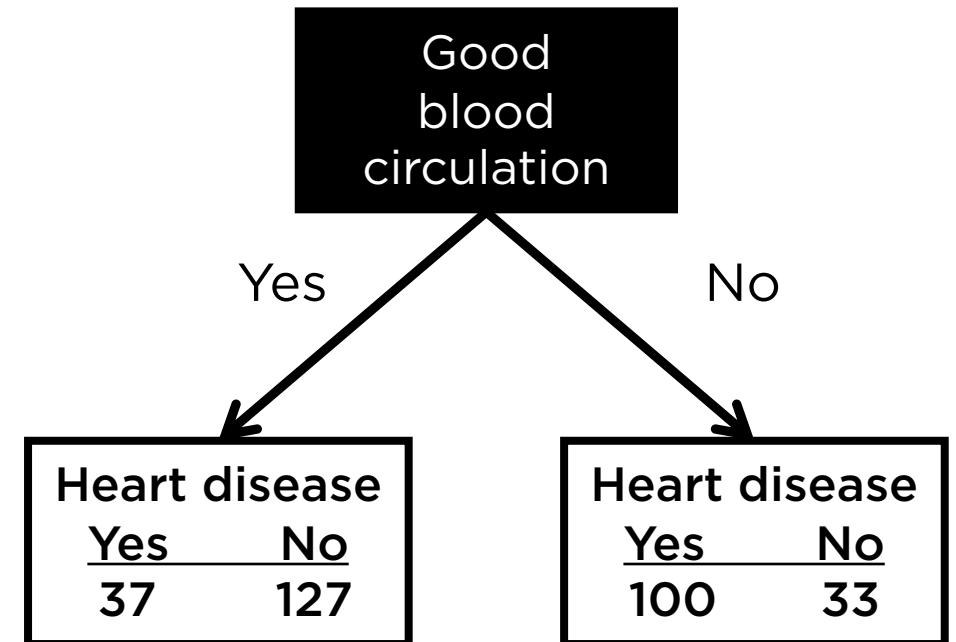 Good
blood
circulation
Yes
No
Heart disease
Yes No
37 127
Heart disease
Yes No
100 33